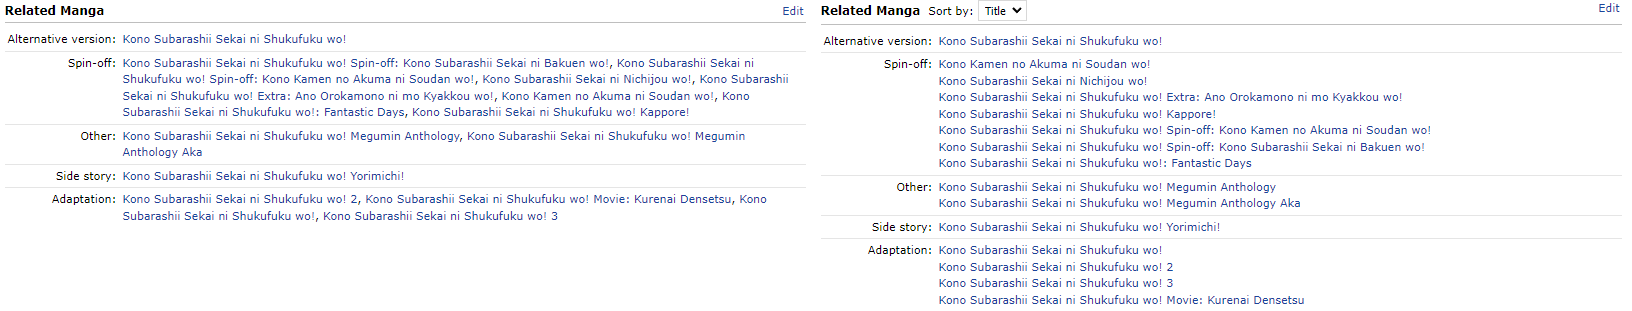 Related Manga
Edit
Alternative version: Kono Subarashii Sekai ni Shukufuku wo!
Spin-off: Kono Subarashii Sekai ni Shukufuku wo! Spin-off: Kono Subarashii Sekai ni Bakuen wo!, Kono Subarashii Sekai ni
Shukufuku wo! Spin-off: Kono Kamen no Akuma ni Soudan wo!, Kono Subarashii Sekai ni Nichijou wo!, Kono Subarashii
Sekai ni Shukufuku wo! Extra: Ano Orokamono ni mo Kyakkou wo!, Kono Kamen no Akuma ni Soudan wo!, Kono
Subarashii Sekai ni Shukufuku wo!: Fantastic Days, Kono Subarashii Sekai ni Shukufuku wo! Kappore!
Other: Kono Subarashii Sekai ni Shukufuku wo! Megumin Anthology, Kono Subarashii Sekai ni Shukufuku wo! Megumin
Anthology Aka
Side story: Kono Subarashii Sekai ni Shukufuku wo! Yorimichi!
Adaptation: Kono Subarashii Sekai ni Shukufuku wo! 2, Kono Subarashii Sekai ni Shukufuku wo! Movie: Kurenai Densetsu, Kono
Subarashii Sekai ni Shukufuku wo!, Kono Subarashii Sekai ni Shukufuku wo! 3
Related Manga Sort by: Title
Edit
Alternative version: Kono Subarashii Sekai ni Shukufuku wo!
Spin-off: Kono Kamen no Akuma ni Soudan wo!
Kono Subarashii Sekai ni Nichijou wo!
Kono Subarashii Sekai ni Shukufuku wo! Extra: Ano Orokamono ni mo Kyakkou wo!
Kono Subarashii Sekai ni Shukufuku wo! Kappore!
Kono Subarashii Sekai ni Shukufuku wo! Spin-off: Kono Kamen no Akuma ni Soudan wo!
Kono Subarashii Sekai ni Shukufuku wo! Spin-off: Kono Subarashii Sekai ni Bakuen wo!
Kono Subarashii Sekai ni Shukufuku wo!: Fantastic Days
Other: Kono Subarashii Sekai ni Shukufuku wo! Megumin Anthology
Kono Subarashii Sekai ni Shukufuku wo! Megumin Anthology Aka
Side story: Kono Subarashii Sekai ni Shukufuku wo! Yorimichi!
Adaptation: Kono Subarashii Sekai ni Shukufuku wo!
Kono Subarashii Sekai ni Shukufuku wo! 2
Kono Subarashii Sekai ni Shukufuku wo! 3
Kono Subarashii Sekai ni Shukufuku wo! Movie: Kurenai Densetsu